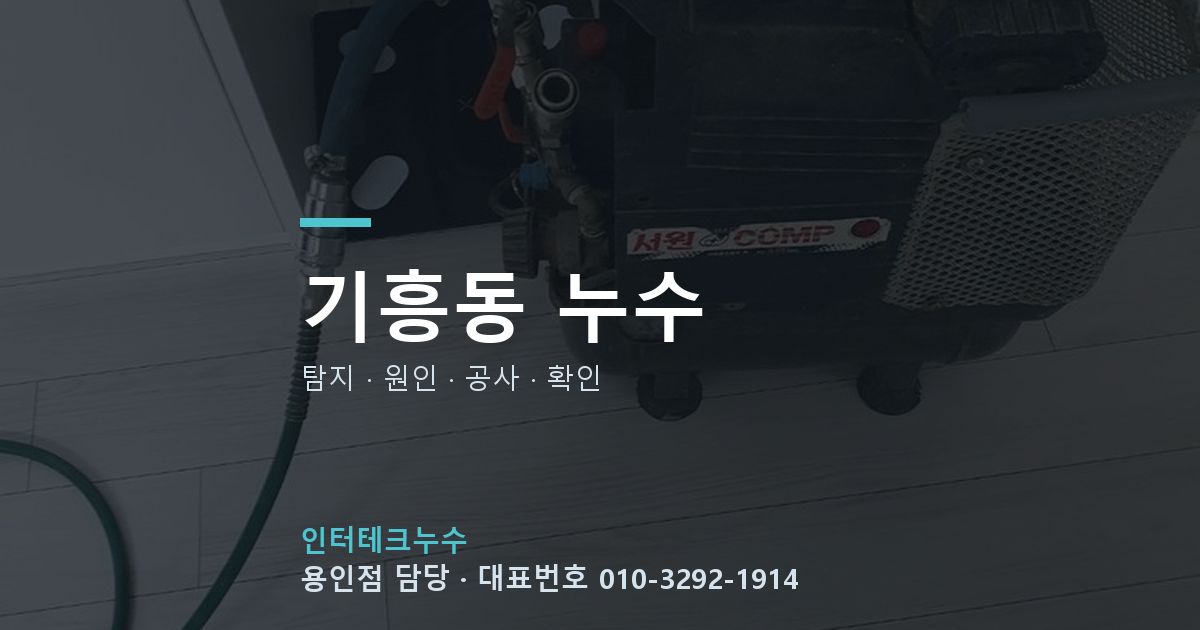 서원 COMP
기흥동 누수
탐지 · 원인 · 공사 · 확인
인터테크누수
용인점 담당 · 대표번호 010-3292-1914